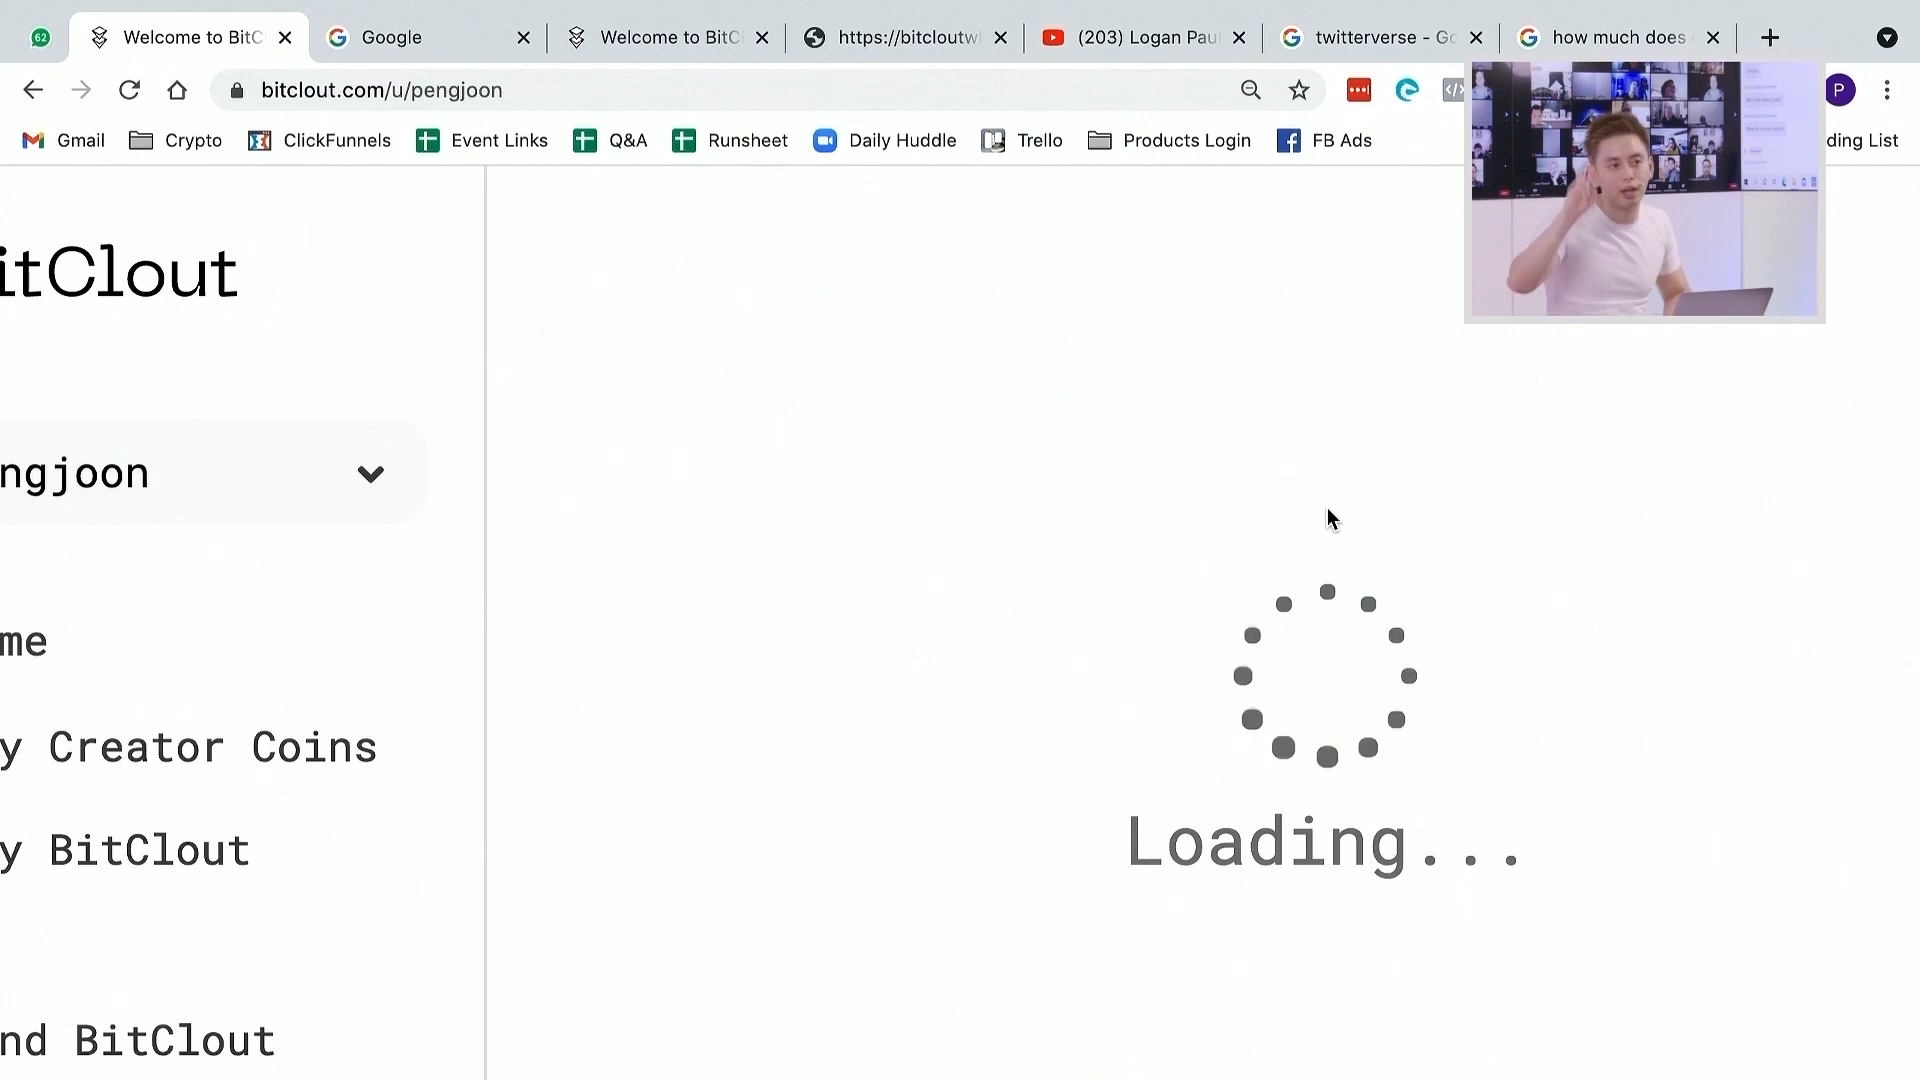 62
Welcome to BitC
Google
Welcome to BitCl
https://bitcloutw
(203) Logan Pau
twitterverse - Go
how much does
bitclout.com/u/pengjoon
P
Gmail
Crypto
ClickFunnels
Event Links
Q&A
Runsheet
Daily Huddle
Trello
Products Login
FB Ads
ding List
itClout
ngjoon
me
y Creator Coins
y BitClout
nd BitClout
Loading...